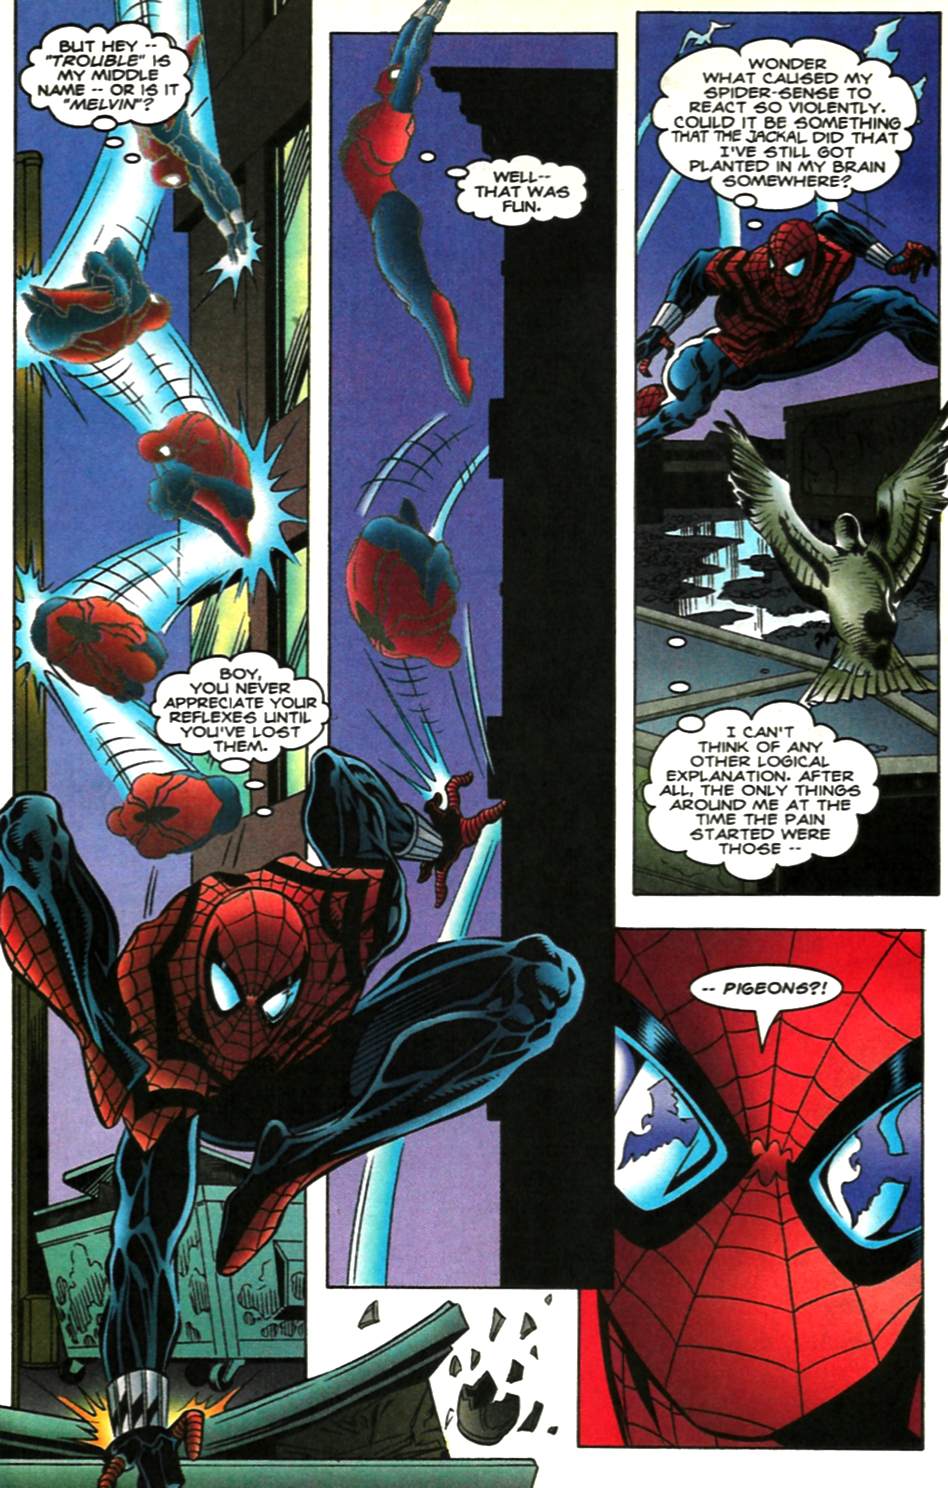 BUT HEY --
"TROUBLE" IS
MY MIDDLE
NAME -- OR IS IT
"MELVIN"?
BOY,
YOU NEVER
APPRECIATE YOUR
REFLEXES UNTIL
YOU'VE LOST
THEM.
WELL--
THAT WAS
FUN.
WONDER
WHAT CAUSED MY
SPIDER-SENSE TO
REACT SO VIOLENTLY.
COULD IT BE SOMETHING
THAT THE JACKAL DID THAT
I'VE STILL GOT
PLANTED IN MY BRAIN
SOMEWHERE?
I CAN'T
THINK OF ANY
OTHER LOGICAL
EXPLANATION. AFTER
ALL, THE ONLY THINGS
AROUND ME AT THE
TIME THE PAIN
STARTED WERE
THOSE --
-- PIGEONS?!